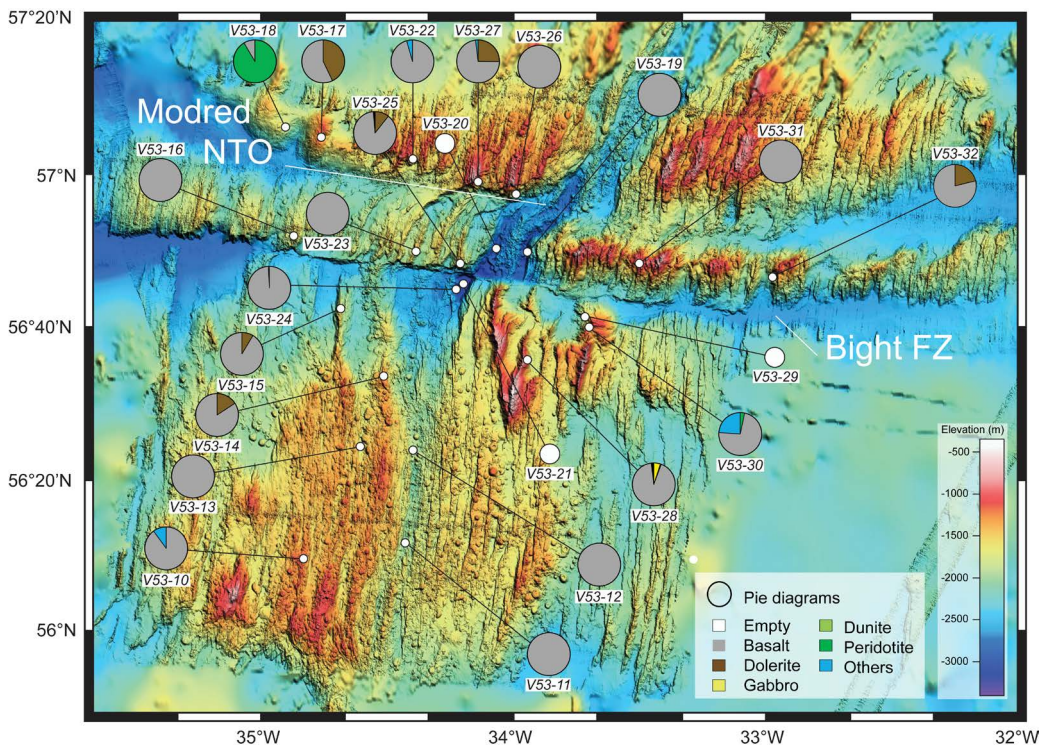 57°20'N
57°N
56°40'N
56°20'N
56°N
35°W
34°W
33°W
32°W
V53-18
V53-17
V53-22
V53-27
V53-26
V53-19
Modred
NTO
V53-25
V53-20
V53-16
V53-31
V53-32
V53-23
V53-24
V53-15
V53-14
V53-13
V53-10
Bight FZ
V53-29
V53-30
V53-21
V53-28
V53-12
V53-11
Elevation (m)
-500
-1000
-1500
-2000
-2500
-3000
Pie diagrams
Empty
Basalt
Dolerite
Gabbro
Dunite
Peridotite
Others